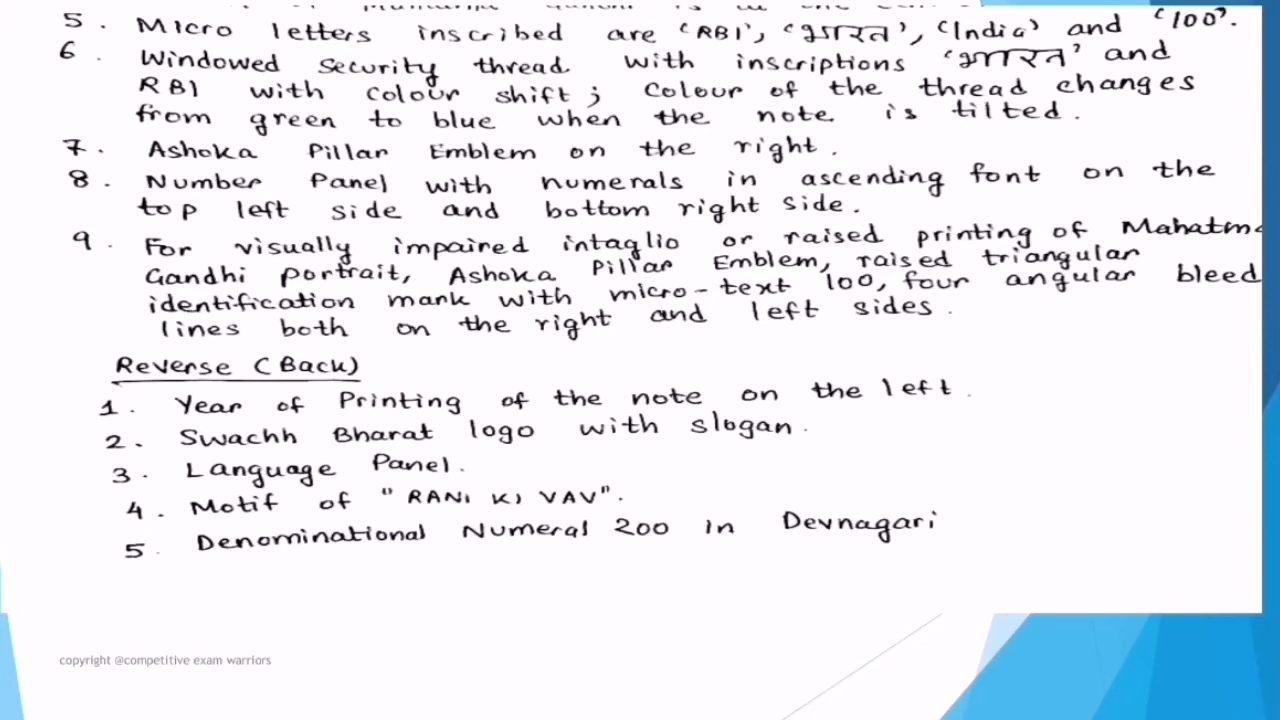 5. Micro letters inscribed are 'RBI', 'भारत', 'India' and '100'.
6. Windowed security thread with inscriptions 'भारत' and
RBI with colour shift; Colour of the thread changes
from green to blue when the note is tilted.
7. Ashoka Pillar Emblem on the right.
8. Number Panel with numerals in ascending font on the
top left side and bottom right side.
9. For visually impaired intaglio or raised printing of Mahatma
Gandhi portrait, Ashoka Pillar Emblem, raised triangular
identification mark with micro-text 100, four angular bleed
lines both on the right and left sides.
Reverse (Back)
1. Year of Printing of the note on the left.
2. Swachh Bharat logo with slogan.
3. Language Panel.
4. Motif of "RANI KI VAV".
5. Denominational Numeral 200 in Devnagari
copyright @competitive exam warriors